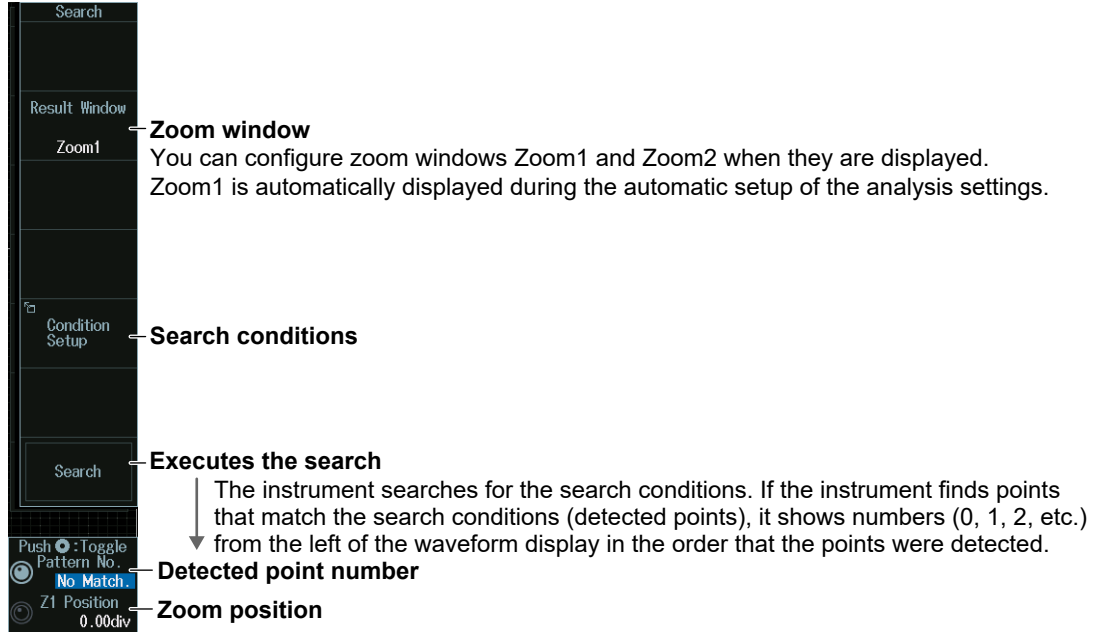 Search
Result Window
Zoom1
Zoom window
You can configure zoom windows Zoom1 and Zoom2 when they are displayed.
Zoom1 is automatically displayed during the automatic setup of the analysis settings.
Condition
Setup
Search conditions
Search
Executes the search
The instrument searches for the search conditions. If the instrument finds points
that match the search conditions (detected points), it shows numbers (0, 1, 2, etc.)
from the left of the waveform display in the order that the points were detected.
Push :Toggle
Pattern No.
No Match.
Detected point number
Z1 Position
0.00div
Zoom position